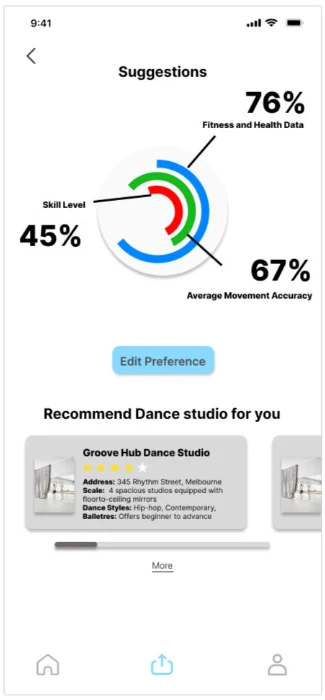 9:41
Suggestions
76%
Fitness and Health Data
Skill Level
45%
67%
Average Movement Accuracy
Edit Preference
Recommend Dance studio for you
Groove Hub Dance Studio
Address: 345 Rhythm Street, Melbourne
Scale: 4 spacious studios equipped with
floorto-ceiling mirrors
Dance Styles: Hip-hop, Contemporary,
Balletres: Offers beginner to advance
More